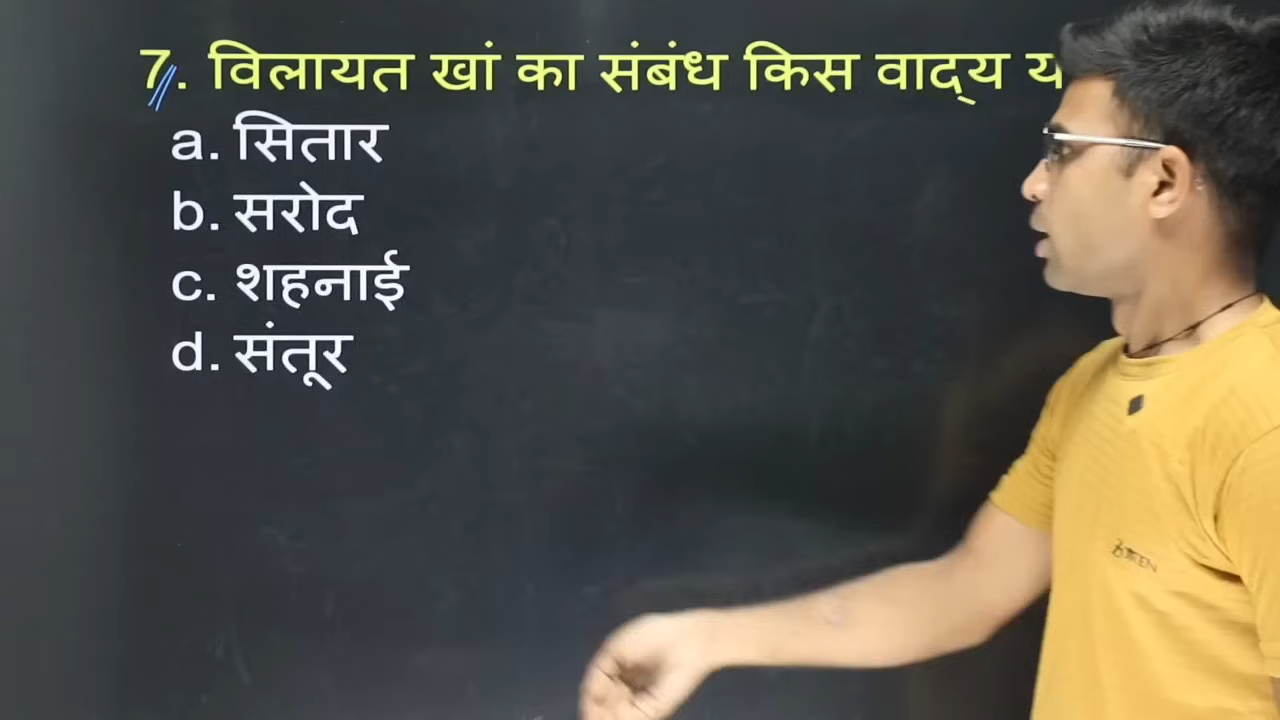 7. विलायत खां का संबंध किस वाद्य
a. सितार
b. सरोद
c. शहनाई
d. संतूर